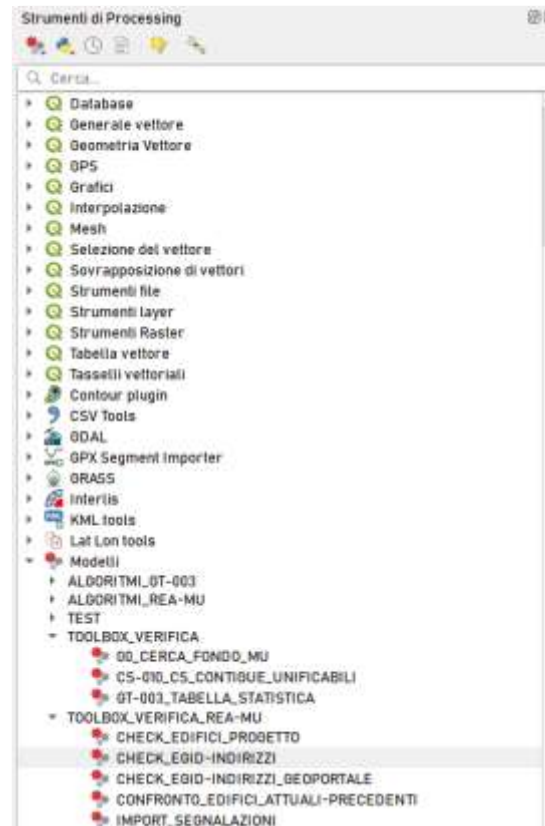 Strumenti di Processing
Cerca...
Database
Generale vettore
Geometria Vettore
GPS
Grafici
Interpolazione
Mesh
Selezione del vettore
Sovrapposizione di vettori
Strumenti file
Strumenti layer
Strumenti Raster
Tabella vettore
Tasselli vettoriali
Contour plugin
CSV Tools
GDAL
GPX Segment Importer
GRASS
Interlis
KML tools
Lat Lon tools
Modelli
ALGORITMI_GT-003
ALGORITMI_REA-MU
TEST
TOOLBOX_VERIFICA
00_CERCA_FONDO_MU
CS-010_CS_CONTIGUE_UNIFICABILI
GT-003_TABELLA_STATISTICA
TOOLBOX_VERIFICA_REA-MU
CHECK_EDIFICI_PROGETTO
CHECK_EGID-INDIRIZZI
CHECK_EGID-INDIRIZZI_GEOPORTALE
CONFRONTO_EDIFICI_ATTUALI-PRECEDENTI
IMPORT_SEGNALAZIONI